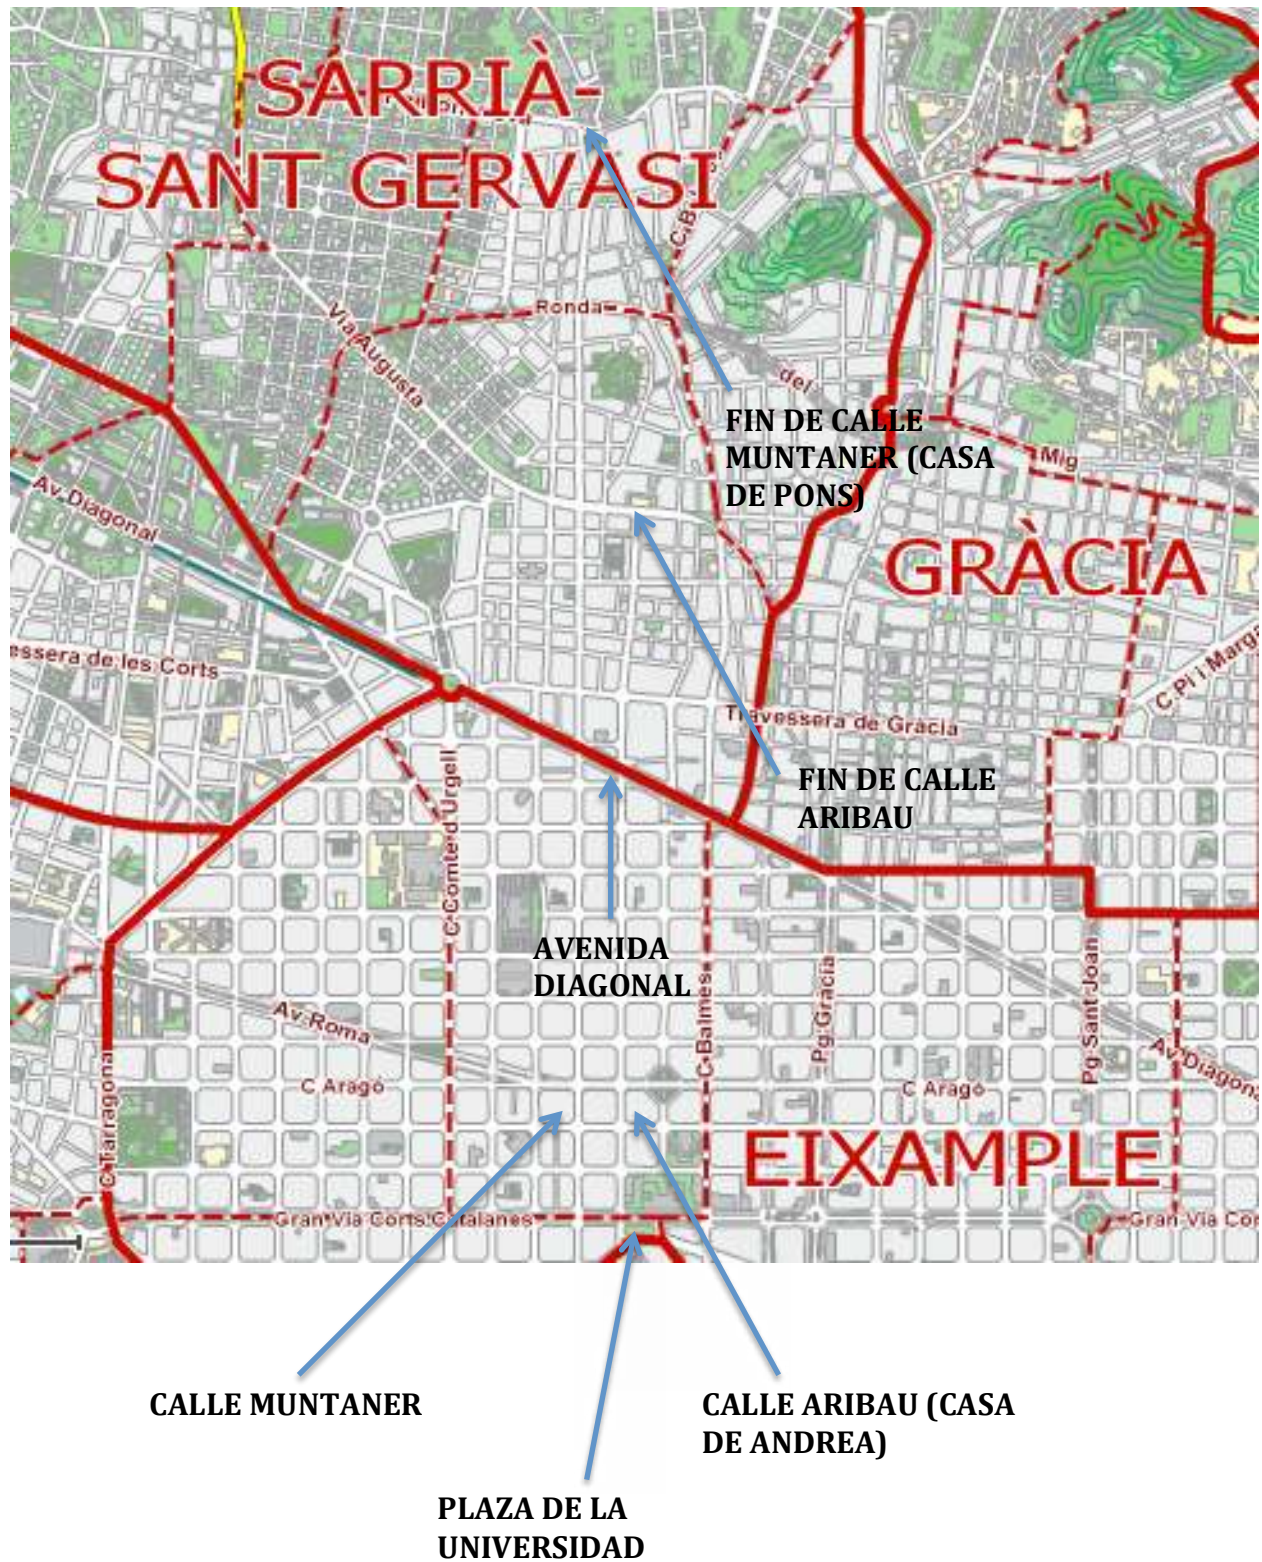 SARRIÀ-
SANT GERVASI
C.B
Ronda
Via Augusta
del
FIN DE CALLE
MUNTANER (CASA
DE PONS)
Mig
Av Diagonal
GRÀCIA
essera de les Corts
C Pi i Marga
Travessera de Gràcia
FIN DE CALLE
ARIBAU
C Comte d Urgell
AVENIDA
DIAGONAL
C Balmes
Pg Gràcia
Pg Sant Joan
Av Roma
Av Diagona
C Aragó
C Aragó
C Tarragona
EIXAMPLE
Gran Via Corts Catalanes
Gran Via Cor
CALLE MUNTANER
CALLE ARIBAU (CASA
DE ANDREA)
PLAZA DE LA
UNIVERSIDAD